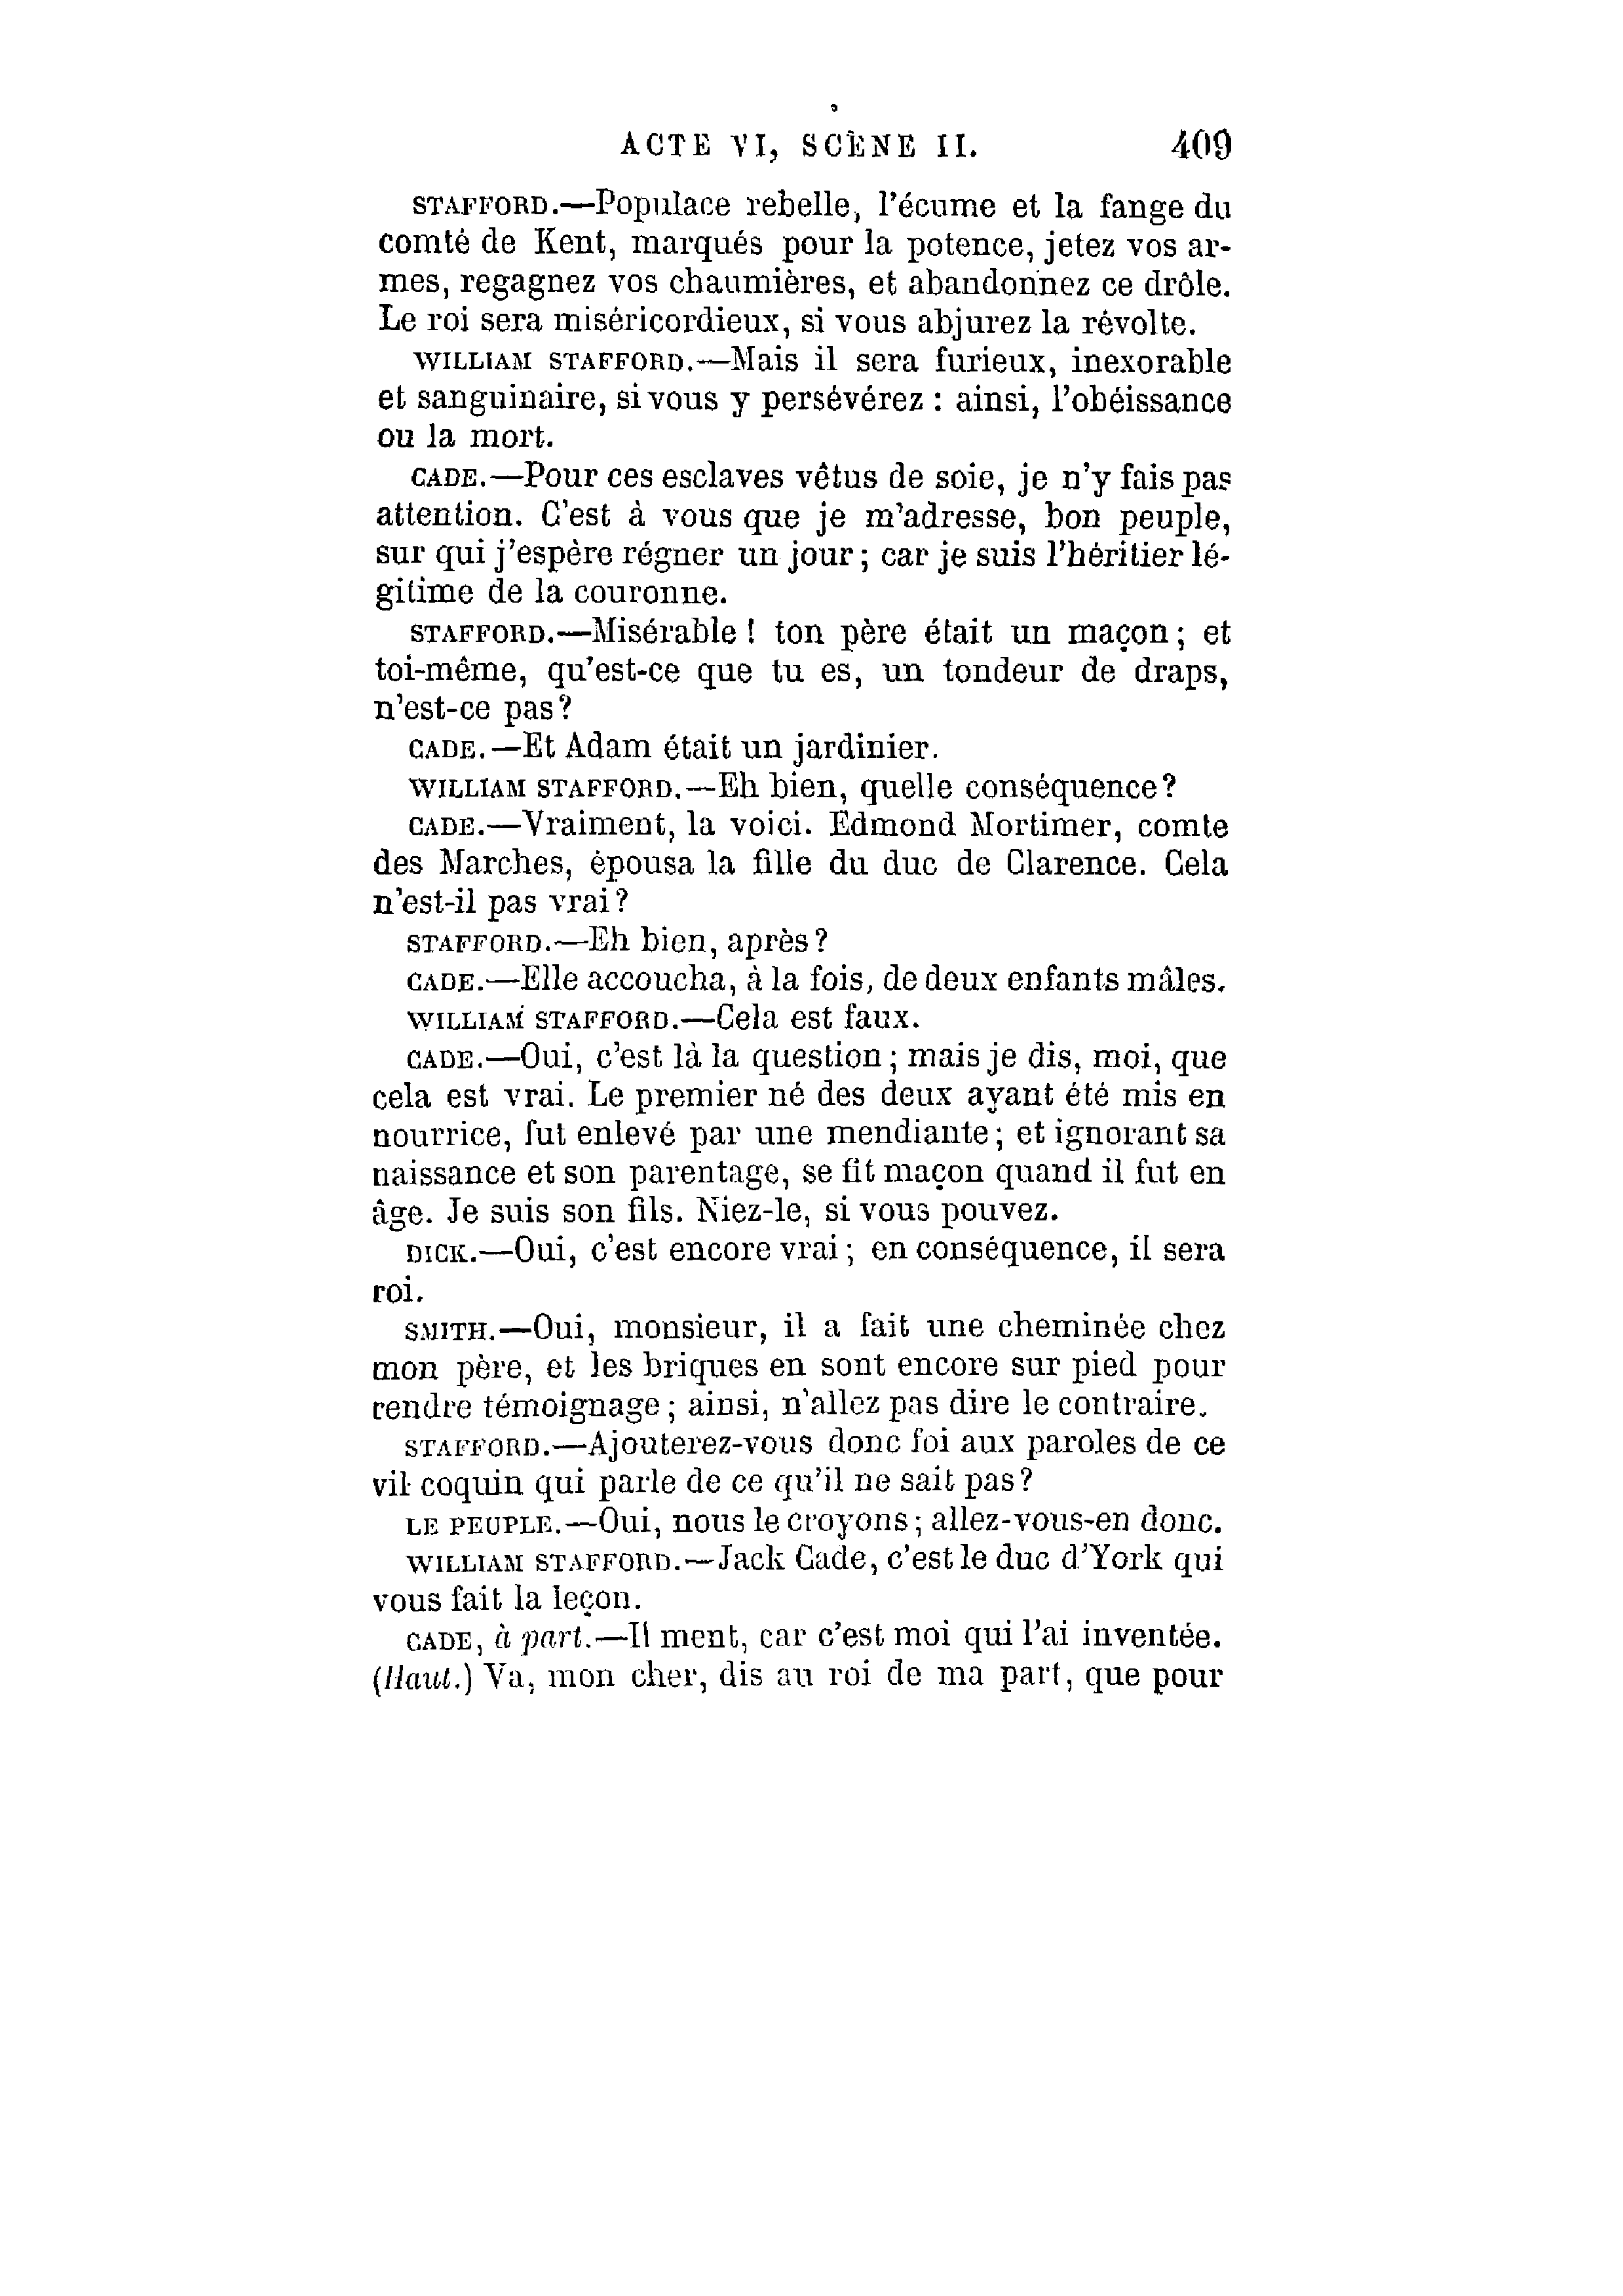 ACTE VI, SCÈNE II. 409
STAFFORD.—Populace rebelle, l'écume et la fange du
comté de Kent, marqués pour la potence, jetez vos ar-
mes, regagnez vos chaumières, et abandonnez ce drôle.
Le roi sera miséricordieux, si vous abjurez la révolte.
WILLIAM STAFFORD.—Mais il sera furieux, inexorable
et sanguinaire, si vous y persévérez : ainsi, l'obéissance
ou la mort.
CADE.—Pour ces esclaves vêtus de soie, je n'y fais pas
attention. C'est à vous que je m'adresse, bon peuple,
sur qui j'espère régner un jour ; car je suis l'héritier lé-
gitime de la couronne.
STAFFORD.—Misérable ! ton père était un maçon ; et
toi-même, qu'est-ce que tu es, un tondeur de draps,
n'est-ce pas ?
CADE.—Et Adam était un jardinier.
WILLIAM STAFFORD.—Eh bien, quelle conséquence ?
CADE.—Vraiment, la voici. Edmond Mortimer, comte
des Marches, épousa la fille du duc de Clarence. Cela
n'est-il pas vrai ?
STAFFORD.—Eh bien, après ?
CADE.—Elle accoucha, à la fois, de deux enfants mâles.
WILLIAM STAFFORD.—Cela est faux.
CADE.—Oui, c'est là la question ; mais je dis, moi, que
cela est vrai. Le premier né des deux ayant été mis en
nourrice, fut enlevé par une mendiante ; et ignorant sa
naissance et son parentage, se fit maçon quand il fut en
âge. Je suis son fils. Niez-le, si vous pouvez.
DICK.—Oui, c'est encore vrai ; en conséquence, il sera
roi.
SMITH.—Oui, monsieur, il a fait une cheminée chez
mon père, et les briques en sont encore sur pied pour
rendre témoignage ; ainsi, n'allez pas dire le contraire.
STAFFORD.—Ajouterez-vous donc foi aux paroles de ce
vil coquin qui parle de ce qu'il ne sait pas ?
LE PEUPLE.—Oui, nous le croyons ; allez-vous-en donc.
WILLIAM STAFFORD.—Jack Cade, c'est le duc d'York qui
vous fait la leçon.
CADE, à part.—Il ment, car c'est moi qui l'ai inventée.
(Haut.) Va, mon cher, dis au roi de ma part, que pour